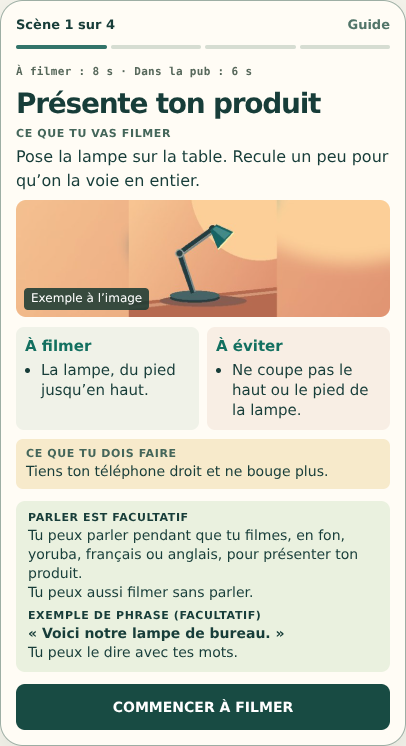 Scène 1 sur 4
Guide
À filmer : 8 s · Dans la pub : 6 s
Présente ton produit
CE QUE TU VAS FILMER
Pose la lampe sur la table. Recule un peu pour
qu’on la voie en entier.
Exemple à l’image
À filmer
• La lampe, du pied
jusqu’en haut.
À éviter
• Ne coupe pas le
haut ou le pied de
la lampe.
CE QUE TU DOIS FAIRE
Tiens ton téléphone droit et ne bouge plus.
PARLER EST FACULTATIF
Tu peux parler pendant que tu filmes, en fon,
yoruba, français ou anglais, pour présenter ton
produit.
Tu peux aussi filmer sans parler.
EXEMPLE DE PHRASE (FACULTATIF)
« Voici notre lampe de bureau. »
Tu peux le dire avec tes mots.
COMMENCER À FILMER